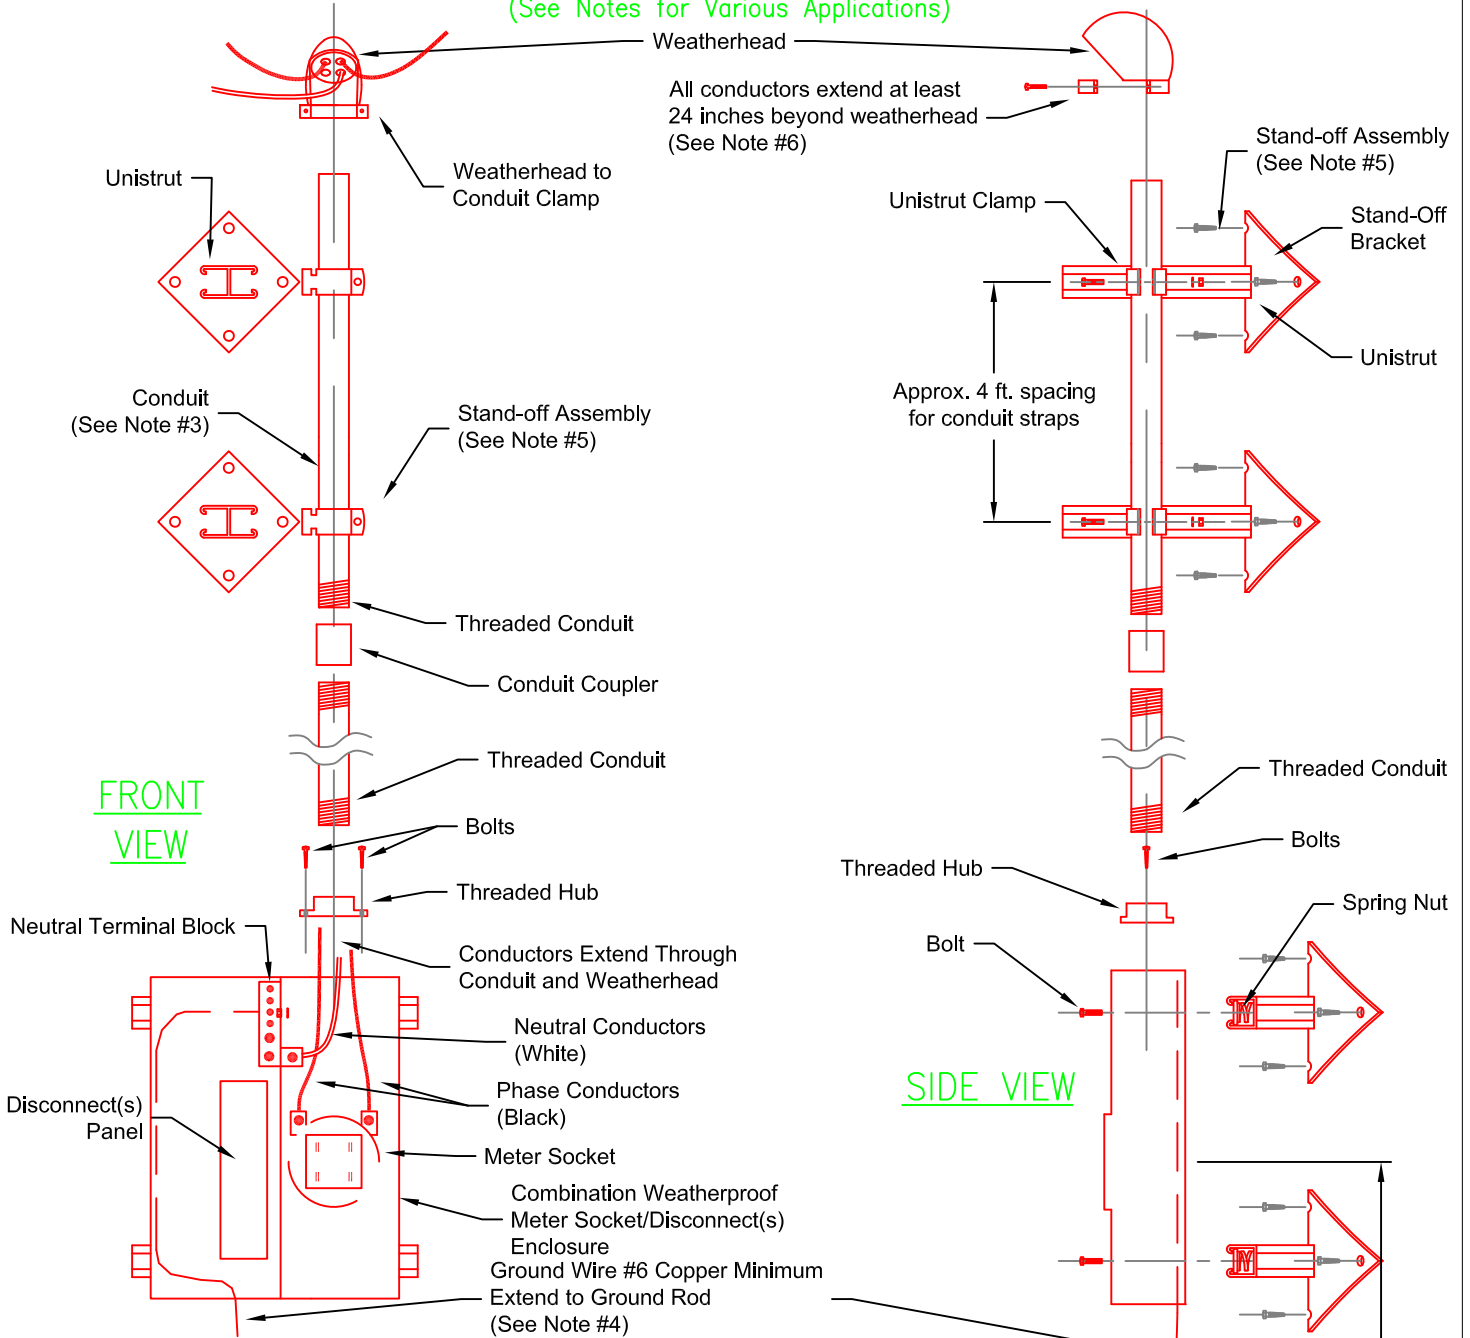 (See Notes for Various Applications)
Weatherhead
All conductors extend at least
24 inches beyond weatherhead
(See Note #6)
Stand-off Assembly
(See Note #5)
Unistrut
Weatherhead to
Conduit Clamp
Unistrut Clamp
Stand-Off
Bracket
Unistrut
Conduit
(See Note #3)
Stand-off Assembly
(See Note #5)
Approx. 4 ft. spacing
for conduit straps
Threaded Conduit
Conduit Coupler
Threaded Conduit
Threaded Conduit
FRONT
VIEW
Bolts
Bolts
Threaded Hub
Threaded Hub
Spring Nut
Neutral Terminal Block
Conductors Extend Through
Conduit and Weatherhead
Bolt
Neutral Conductors
(White)
Phase Conductors
(Black)
SIDE VIEW
Disconnect(s)
Panel
Meter Socket
Combination Weatherproof
Meter Socket/Disconnect(s)
Enclosure
Ground Wire #6 Copper Minimum
Extend to Ground Rod
(See Note #4)